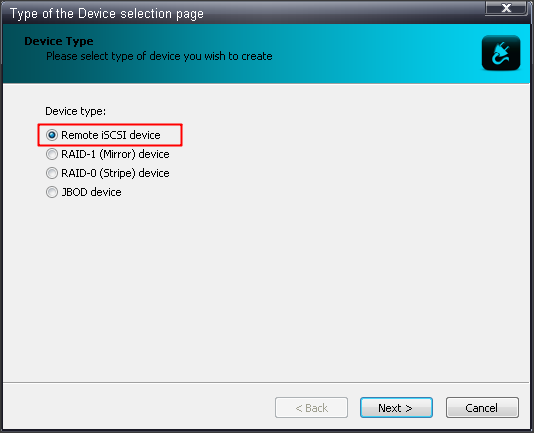 Type of the Device selection page
X
Device Type
Please select type of device you wish to create
Device type:
Remote iSCSI device
RAID-1 (Mirror) device
RAID-0 (Stripe) device
JBOD device
< Back
Next >
Cancel